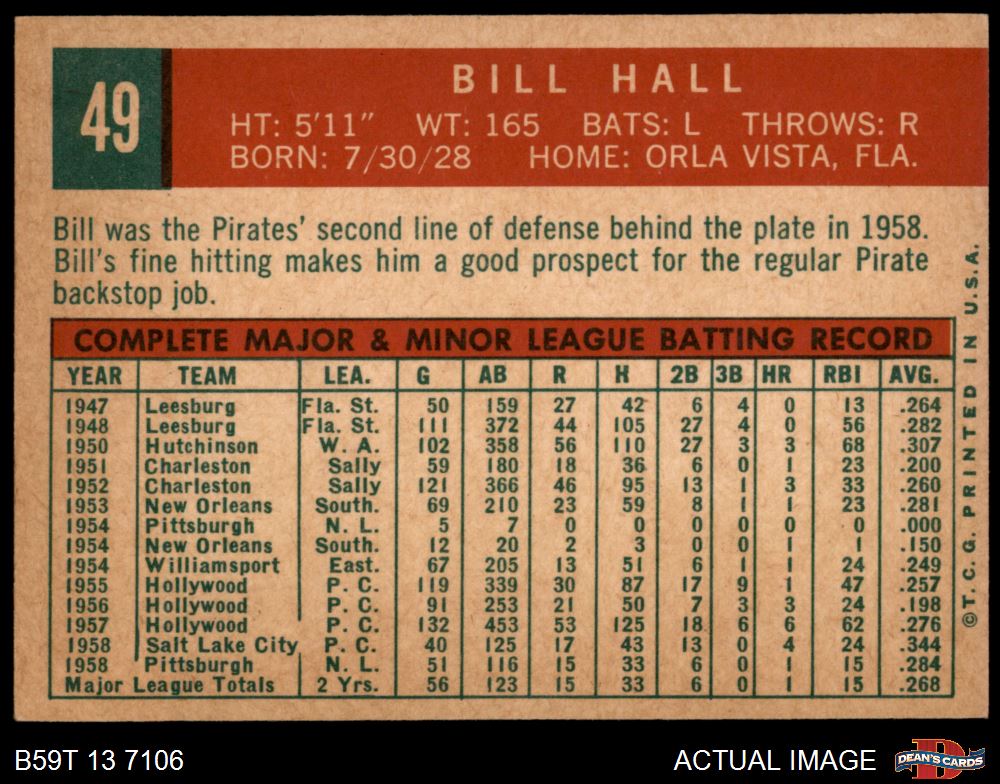 49
BILL HALL
HT: 5'11" WT: 165 BATS: L THROWS: R
BORN: 7/30/28 HOME: ORLA VISTA, FLA.
Bill was the Pirates' second line of defense behind the plate in 1958.
Bill's fine hitting makes him a good prospect for the regular Pirate
backstop job.
COMPLETE MAJOR & MINOR LEAGUE BATTING RECORD
YEAR TEAM LEA. G AB R H 2B 3B HR RBI AVG.
1947 Leesburg Fla. St. 50 159 27 42 6 4 0 13 .264
1948 Leesburg Fla. St. 111 372 44 105 27 4 0 56 .282
1950 Hutchinson W. A. 102 358 56 110 27 3 3 68 .307
1951 Charleston Sally 59 180 18 36 6 0 1 23 .200
1952 Charleston Sally 121 366 46 95 13 1 3 33 .260
1953 New Orleans South. 69 210 23 59 8 1 1 23 .281
1954 Pittsburgh N. L. 5 7 0 0 0 0 0 0 .000
1954 New Orleans South. 12 20 2 3 0 0 1 1 .150
1954 Williamsport East. 67 205 13 51 6 1 1 24 .249
1955 Hollywood P. C. 119 339 30 87 17 9 1 47 .257
1956 Hollywood P. C. 91 253 21 50 7 3 3 24 .198
1957 Hollywood P. C. 132 453 53 125 18 6 6 62 .276
1958 Salt Lake City P. C. 40 125 17 43 13 0 4 24 .344
1958 Pittsburgh N. L. 51 116 15 33 6 0 1 15 .284
Major League Totals 2 Yrs. 56 123 15 33 6 0 1 15 .268
©T. C. G. PRINTED IN U.S.A.
B59T 13 7106
ACTUAL IMAGE
DEAN'S CARDS